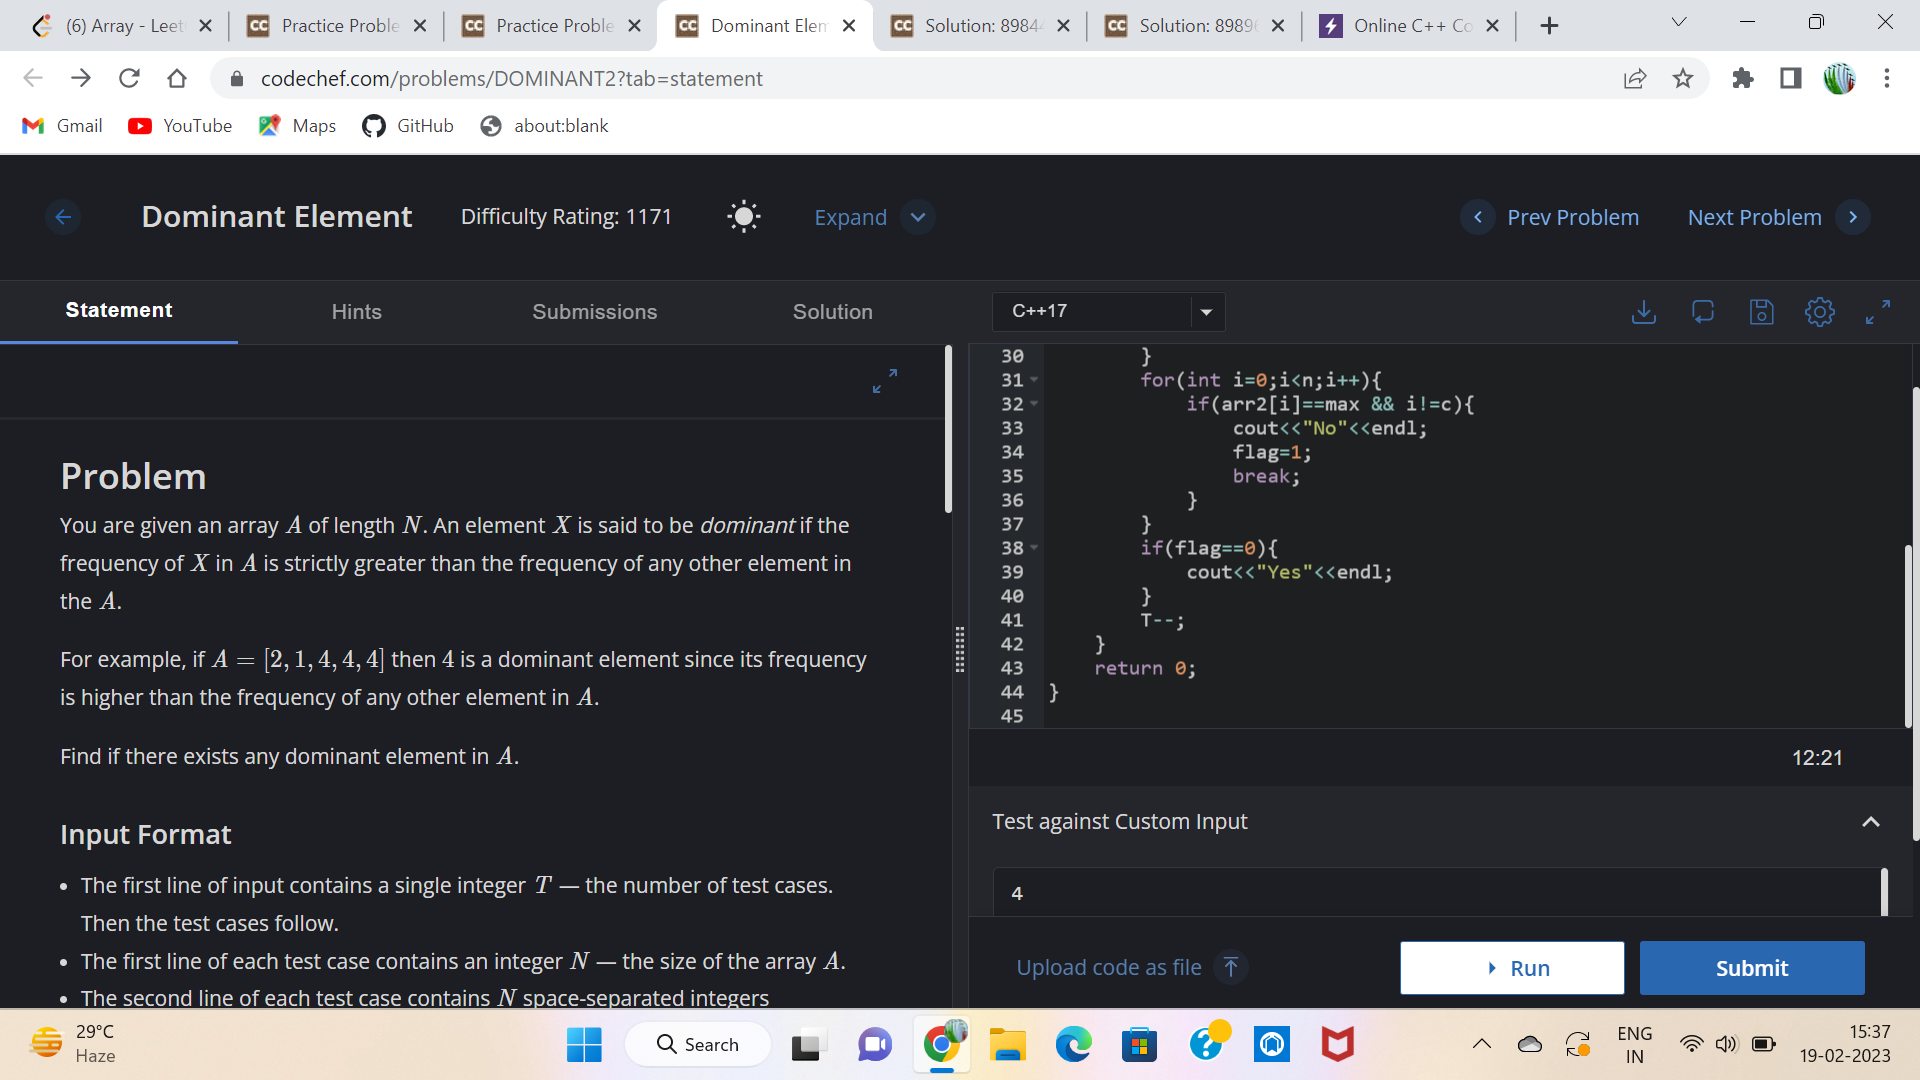 (6) Array - Leet
Practice Proble
Practice Proble
Dominant Elem
Solution: 8984
Solution: 8989
Online C++ Co
codechef.com/problems/DOMINANT2?tab=statement
Gmail
YouTube
Maps
GitHub
about:blank
Dominant Element
Difficulty Rating: 1171
Expand
Prev Problem
Next Problem
Statement
Hints
Submissions
Solution
C++17
Problem
You are given an array A of length N. An element X is said to be dominant if the
frequency of X in A is strictly greater than the frequency of any other element in
the A.
For example, if A = [2, 1, 4, 4, 4] then 4 is a dominant element since its frequency
is higher than the frequency of any other element in A.
Find if there exists any dominant element in A.
Input Format
• The first line of input contains a single integer T — the number of test cases.
Then the test cases follow.
• The first line of each test case contains an integer N — the size of the array A.
• The second line of each test case contains N space-separated integers
30 }
31 for(int i=0;i<n;i++){
32 if(arr2[i]==max && i!=c){
33 cout<<"No"<<endl;
34 flag=1;
35 break;
36 }
37 }
38 if(flag==0){
39 cout<<"Yes"<<endl;
40 }
41 T--;
42 }
43 return 0;
44 }
45
12:21
Test against Custom Input
4
Upload code as file
Run
Submit
29°C
Haze
Search
ENG
IN
15:37
19-02-2023